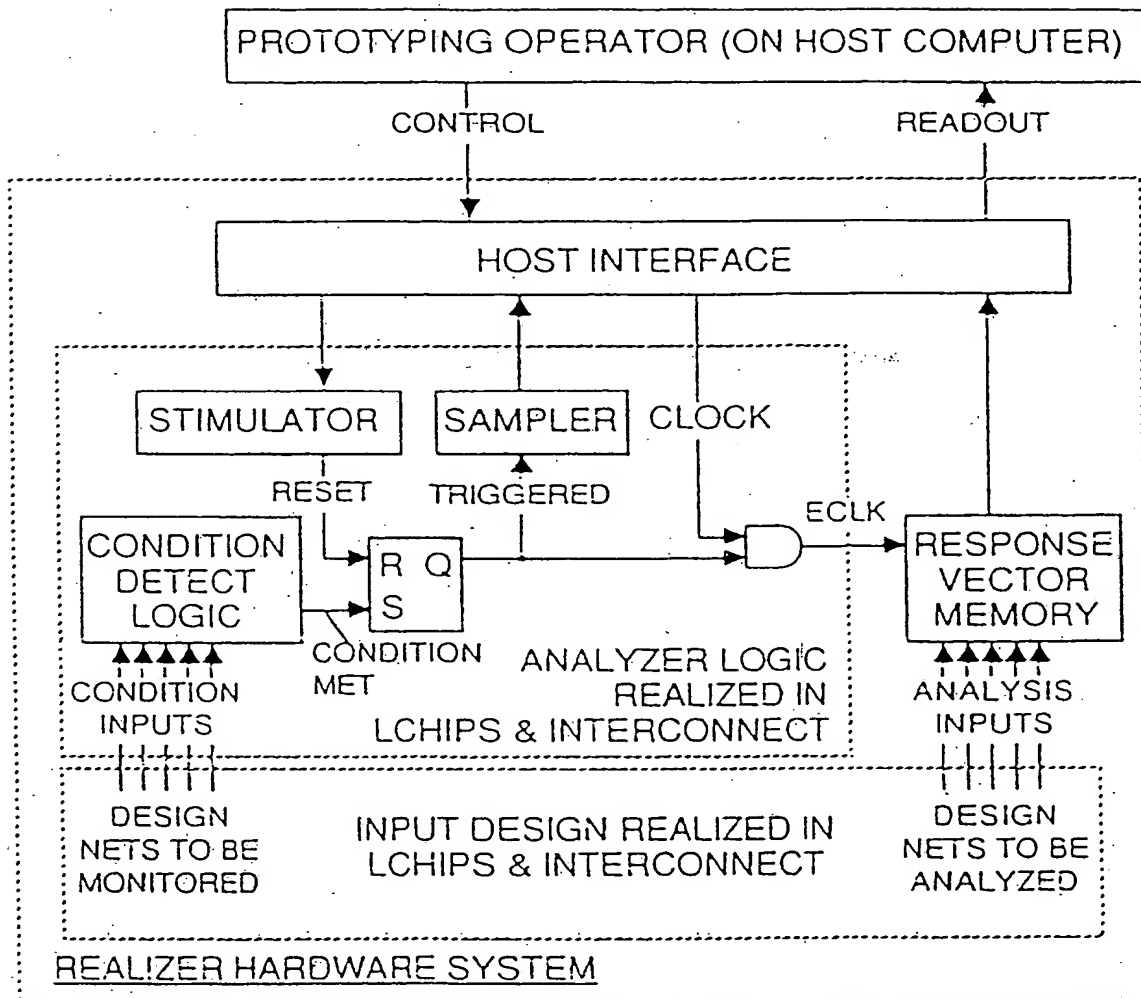 PROTOTYPING OPERATOR (ON HOST COMPUTER)
CONTROL
READOUT
HOST INTERFACE
STIMULATOR
SAMPLER
CLOCK
RESET
TRIGGERED
ECLK
CONDITION
DETECT
LOGIC
R Q
S
RESPONSE
VECTOR
MEMORY
CONDITION
MET
CONDITION
INPUTS
ANALYZER LOGIC
REALIZED IN
LCHIPS & INTERCONNECT
ANALYSIS
INPUTS
DESIGN
NETS TO BE
MONITORED
INPUT DESIGN REALIZED IN
LCHIPS & INTERCONNECT
DESIGN
NETS TO BE
ANALYZED
REALIZER HARDWARE SYSTEM